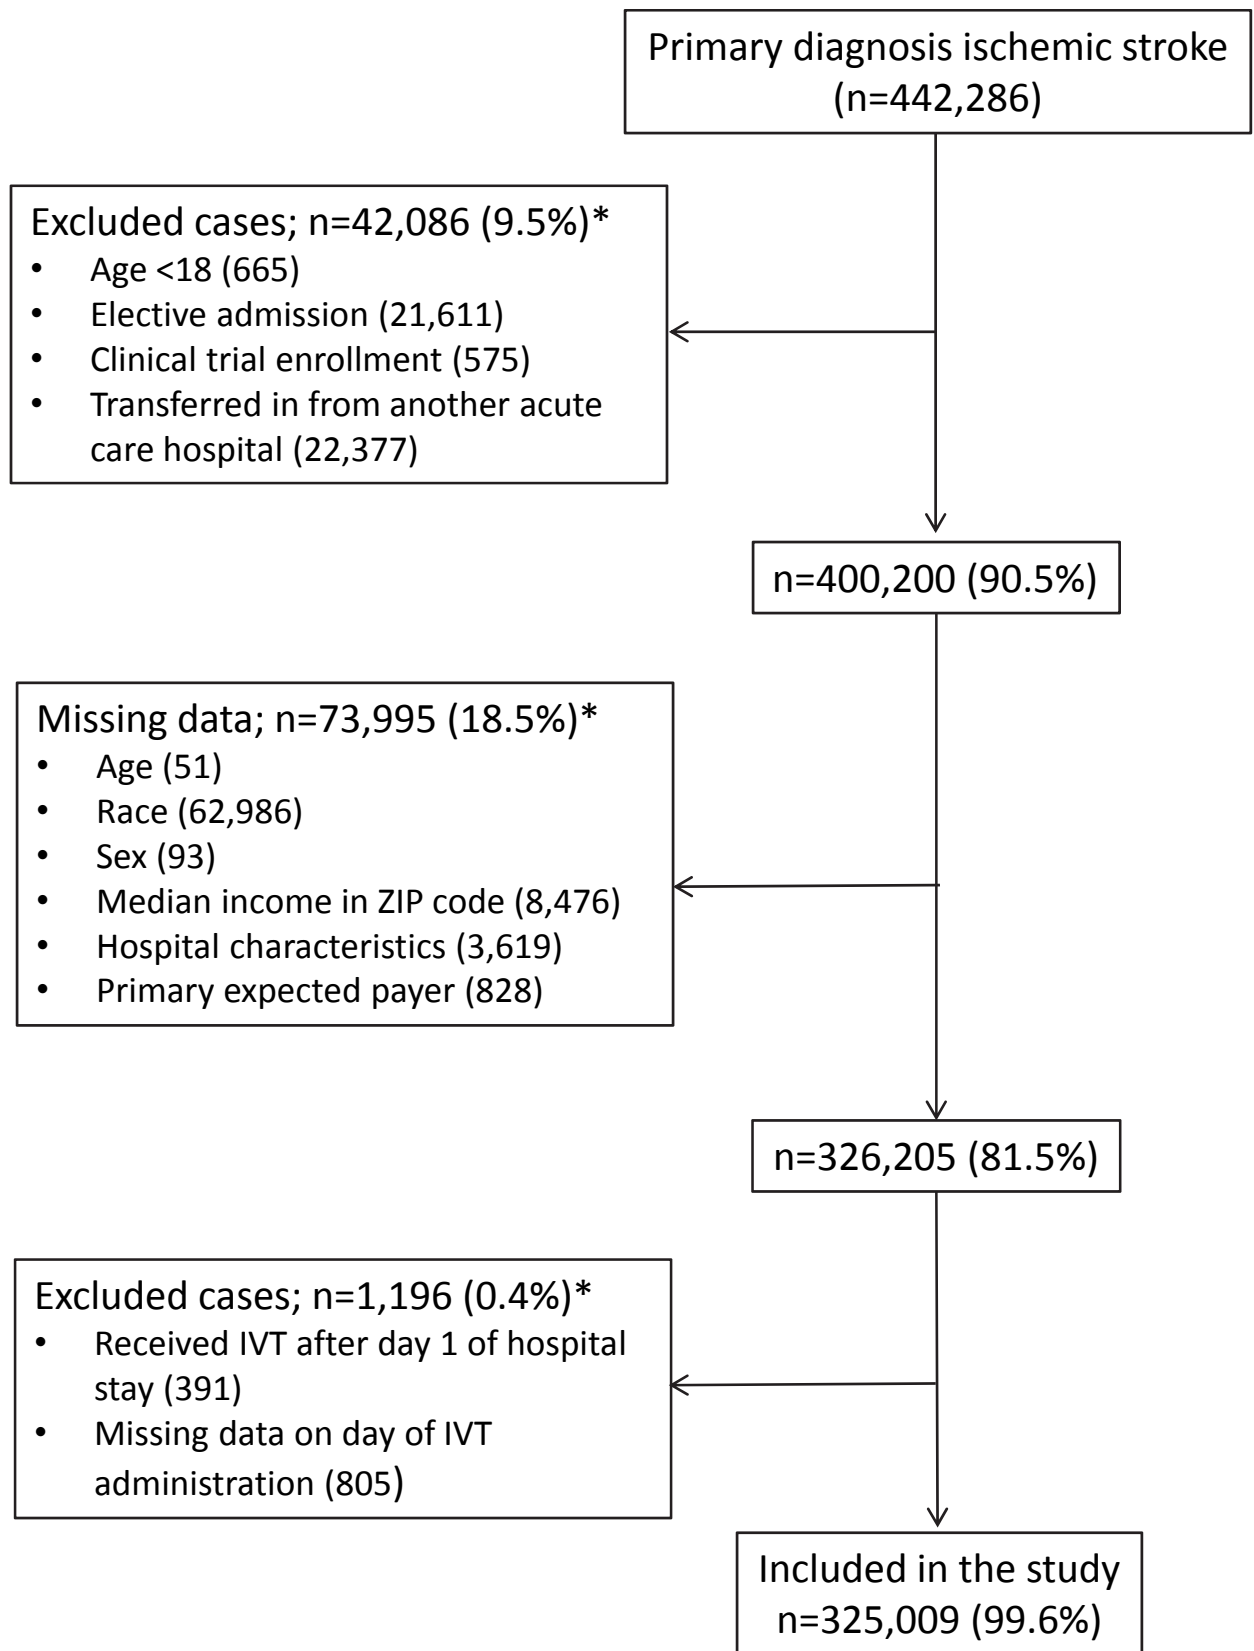 Primary diagnosis ischemic stroke
(n=442,286)
Excluded cases; n=42,086 (9.5%)*
• Age <18 (665)
• Elective admission (21,611)
• Clinical trial enrollment (575)
• Transferred in from another acute
care hospital (22,377)
n=400,200 (90.5%)
Missing data; n=73,995 (18.5%)*
• Age (51)
• Race (62,986)
• Sex (93)
• Median income in ZIP code (8,476)
• Hospital characteristics (3,619)
• Primary expected payer (828)
n=326,205 (81.5%)
Excluded cases; n=1,196 (0.4%)*
• Received IVT after day 1 of hospital
stay (391)
• Missing data on day of IVT
administration (805)
Included in the study
n=325,009 (99.6%)